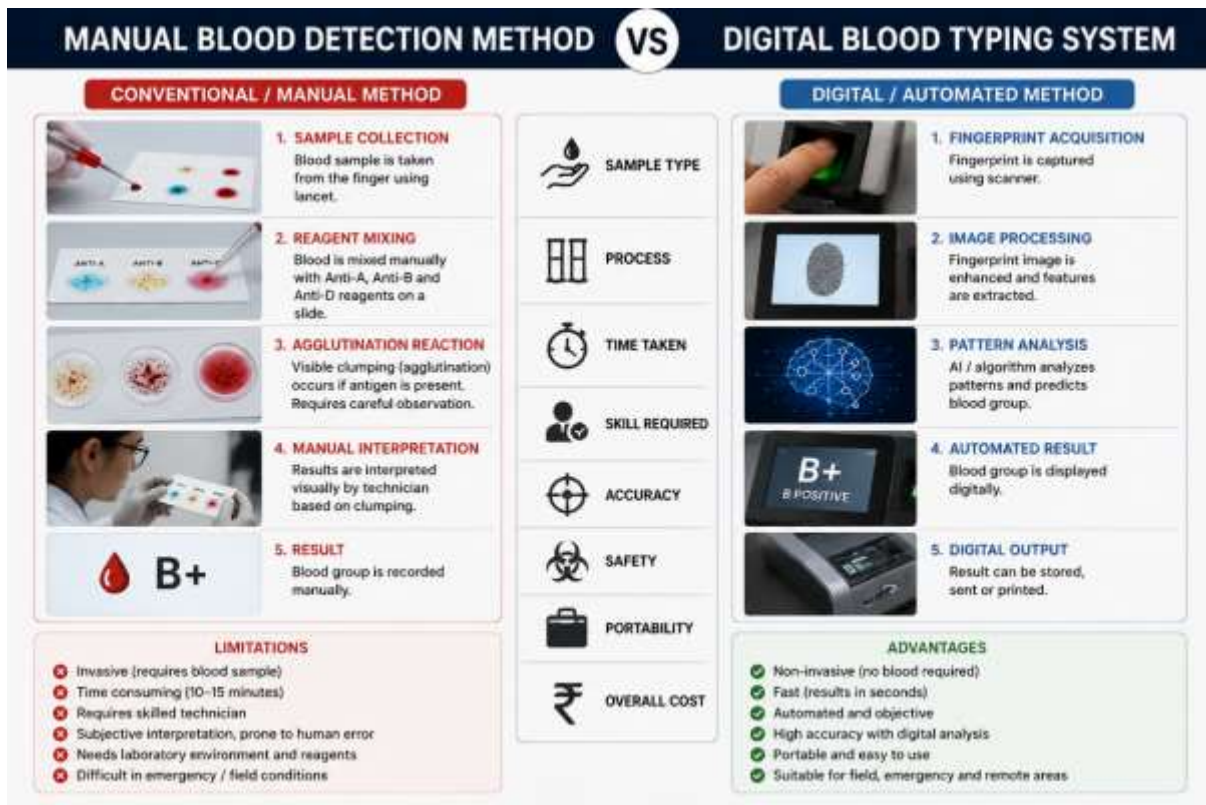 MANUAL BLOOD DETECTION METHOD VS DIGITAL BLOOD TYPING SYSTEM
CONVENTIONAL / MANUAL METHOD
1. SAMPLE COLLECTION
Blood sample is taken
from the finger using
lancet.
ANTI-A ANTI-B
2. REAGENT MIXING
Blood is mixed manually
with Anti-A, Anti-B and
Anti-D reagents on a
slide.
3. AGGLUTINATION REACTION
Visible clumping (agglutination)
occurs if antigen is present.
Requires careful observation.
4. MANUAL INTERPRETATION
Results are interpreted
visually by technician
based on clumping.
B+
5. RESULT
Blood group is recorded
manually.
LIMITATIONS
Invasive (requires blood sample)
Time consuming (10–15 minutes)
Requires skilled technician
Subjective interpretation, prone to human error
Needs laboratory environment and reagents
Difficult in emergency / field conditions
SAMPLE TYPE
PROCESS
TIME TAKEN
SKILL REQUIRED
ACCURACY
SAFETY
PORTABILITY
₹ OVERALL COST
DIGITAL / AUTOMATED METHOD
1. FINGERPRINT ACQUISITION
Fingerprint is captured
using scanner.
2. IMAGE PROCESSING
Fingerprint image is
enhanced and features
are extracted.
3. PATTERN ANALYSIS
AI / algorithm analyzes
patterns and predicts
blood group.
B+
B POSITIVE
4. AUTOMATED RESULT
Blood group is displayed
digitally.
5. DIGITAL OUTPUT
Result can be stored,
sent or printed.
ADVANTAGES
Non-invasive (no blood required)
Fast (results in seconds)
Automated and objective
High accuracy with digital analysis
Portable and easy to use
Suitable for field, emergency and remote areas